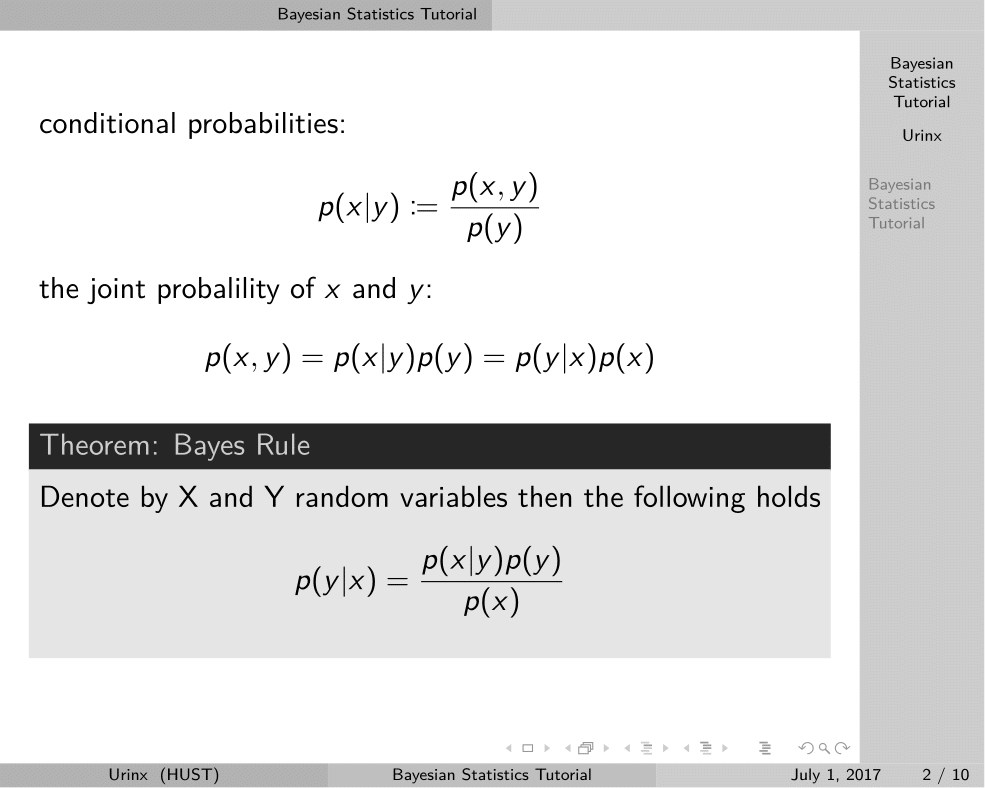 Bayesian Statistics Tutorial
Bayesian
Statistics
Tutorial
Urinx
Bayesian
Statistics
Tutorial
conditional probabilities:
p(x|y) := p(x, y) / p(y)
the joint probalility of x and y:
p(x, y) = p(x|y)p(y) = p(y|x)p(x)
Theorem: Bayes Rule
Denote by X and Y random variables then the following holds
p(y|x) = p(x|y)p(y) / p(x)
Urinx (HUST) Bayesian Statistics Tutorial July 1, 2017 2 / 10